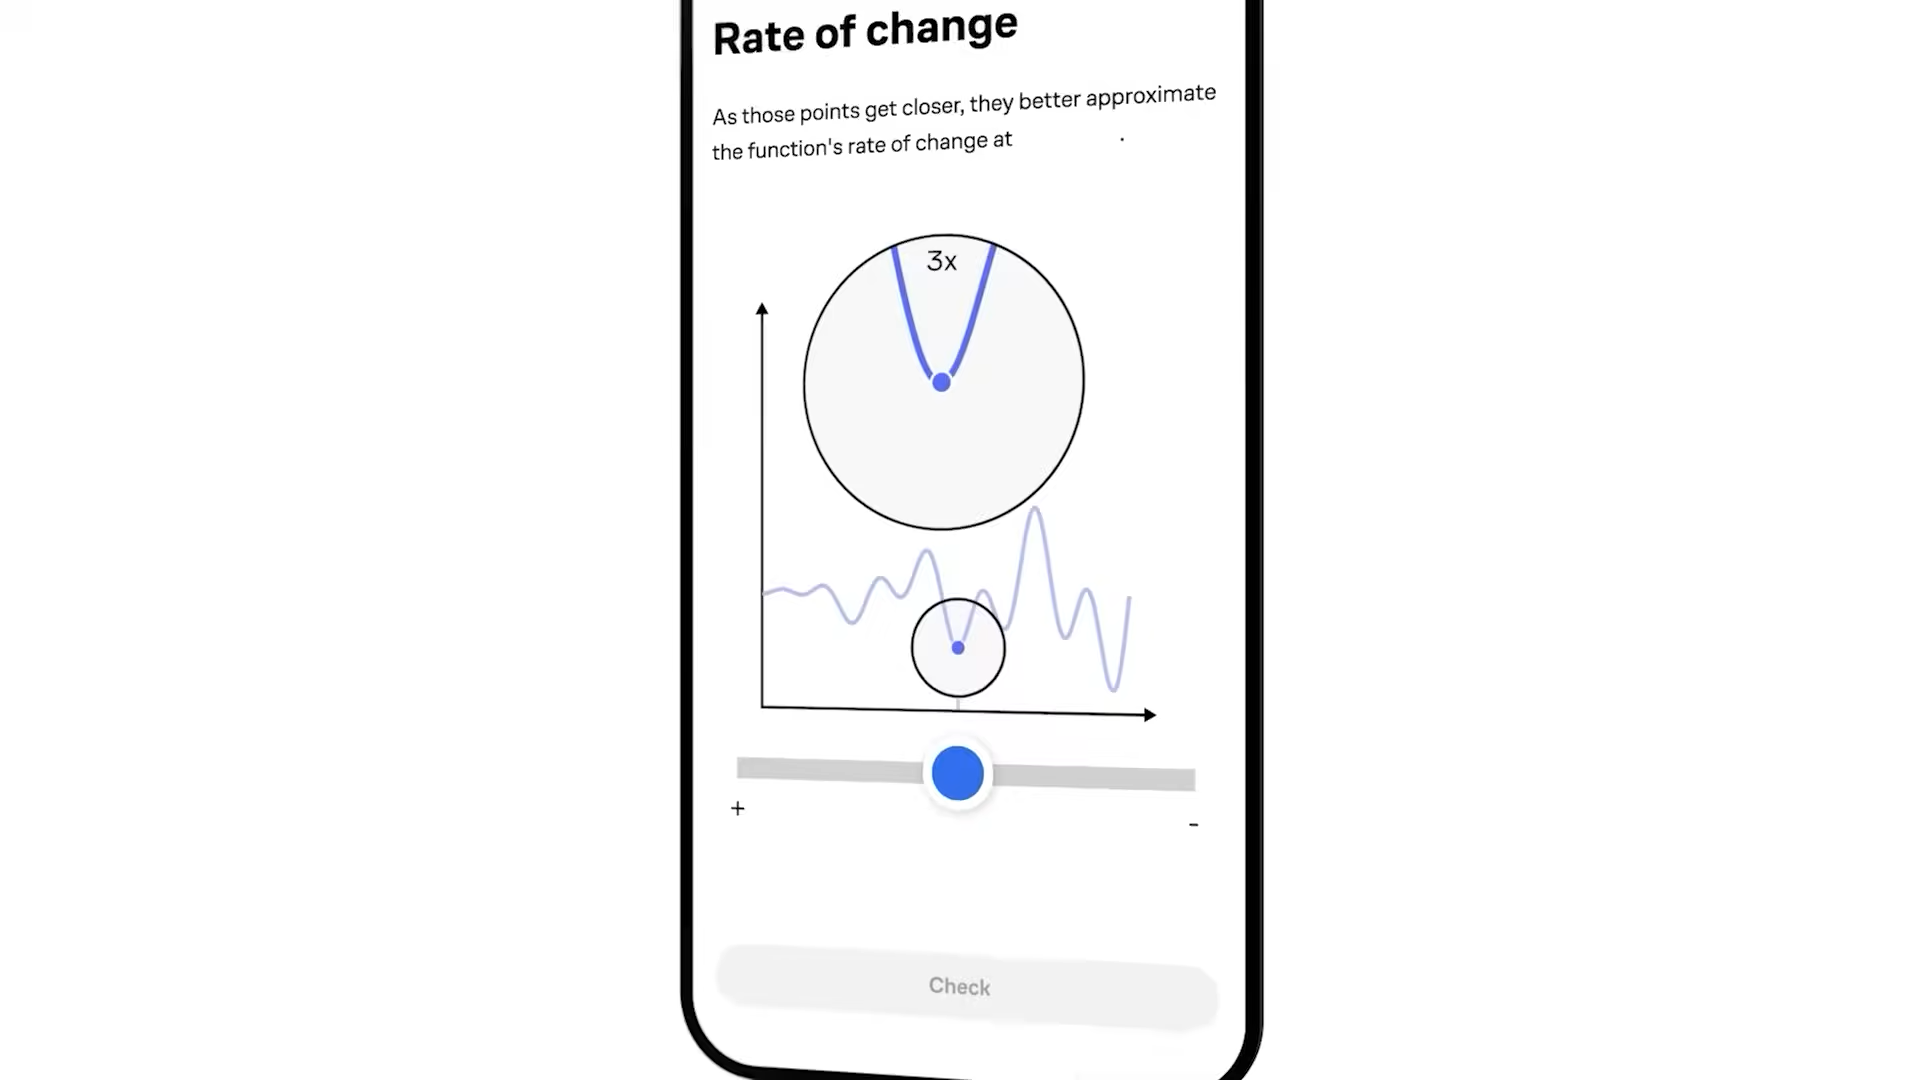 Rate of change
As those points get closer, they better approximate
the function's rate of change at .
3x
+
-
Check